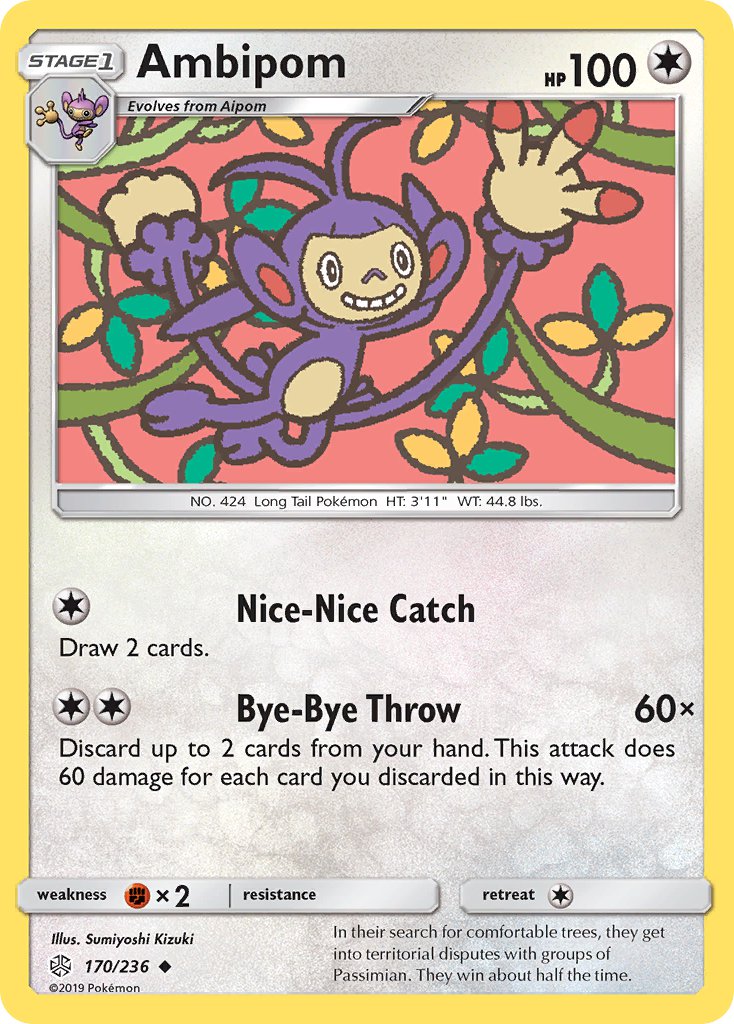 STAGE1
Ambipom
HP 100
Evolves from Aipom
NO. 424 Long Tail Pokémon HT: 3'11" WT: 44.8 lbs.
Nice-Nice Catch
Draw 2 cards.
Bye-Bye Throw 60×
Discard up to 2 cards from your hand. This attack does
60 damage for each card you discarded in this way.
weakness × 2 resistance retreat
Illus. Sumiyoshi Kizuki
170/236
©2019 Pokémon
In their search for comfortable trees, they get
into territorial disputes with groups of
Passimian. They win about half the time.